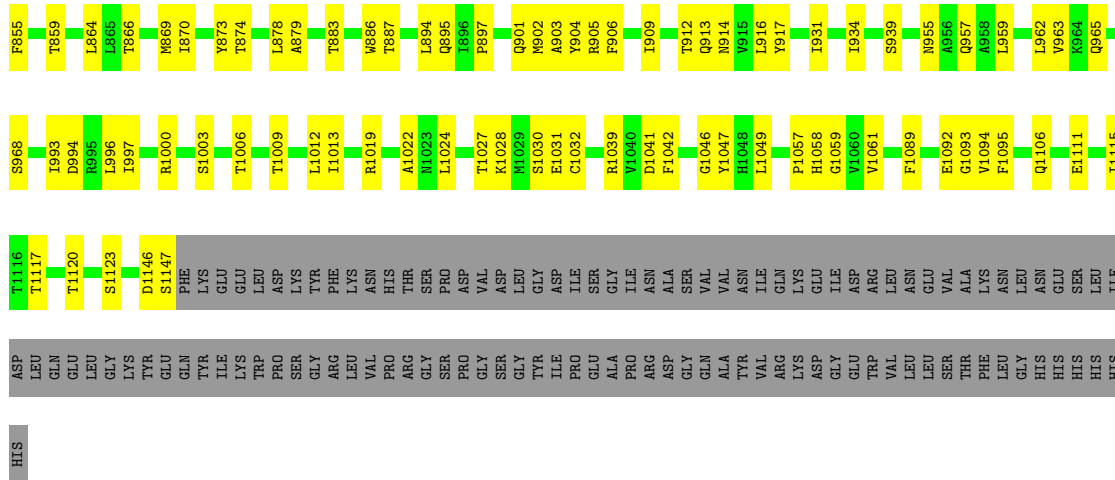 F855 T859 L864 L865 T866 M869 I870 Y873 T874 L878 A879 T883 W886 T887 L894 Q895 I896 P897 Q901 M902 A903 Y904 R905 F906 I909 T912 Q913 N914 V915 L916 Y917 I931 I934 S939 N955 A956 Q957 A958 L959 L962 V963 K964 Q965
S968 I993 D994 R995 L996 I997 R1000 S1003 T1006 T1009 L1012 I1013 R1019 A1022 N1023 L1024 T1027 K1028 M1029 S1030 E1031 C1032 R1039 V1040 D1041 F1042 G1046 Y1047 H1048 L1049 P1057 H1058 G1059 V1060 V1061 F1089 E1092 G1093 V1094 F1095 Q1106 E1111 I1115
T1116 T1117 T1120 S1123 D1146 S1147 PHE LYS GLU GLU LEU ASP LYS TYR PHE LYS ASN HIS THR SER PRO ASP VAL ASP LEU GLY ASP ILE SER GLY ILE ASN ALA SER VAL VAL ASN ILE GLN LYS GLU ILE ASP ARG LEU ASN GLU VAL ALA LYS ASN LEU ASN GLU SER LEU ILE
ASP LEU GLN GLU LEU GLY LYS TYR GLU GLN TYR ILE LYS TRP PRO SER GLY ARG LEU VAL PRO ARG GLY SER PRO GLY SER GLY TYR ILE PRO GLU ALA PRO ARG ASP GLY GLN ALA TYR VAL ARG LYS ASP GLY GLU TRP VAL LEU LEU SER THR PHE LEU GLY HIS HIS HIS HIS HIS
HIS